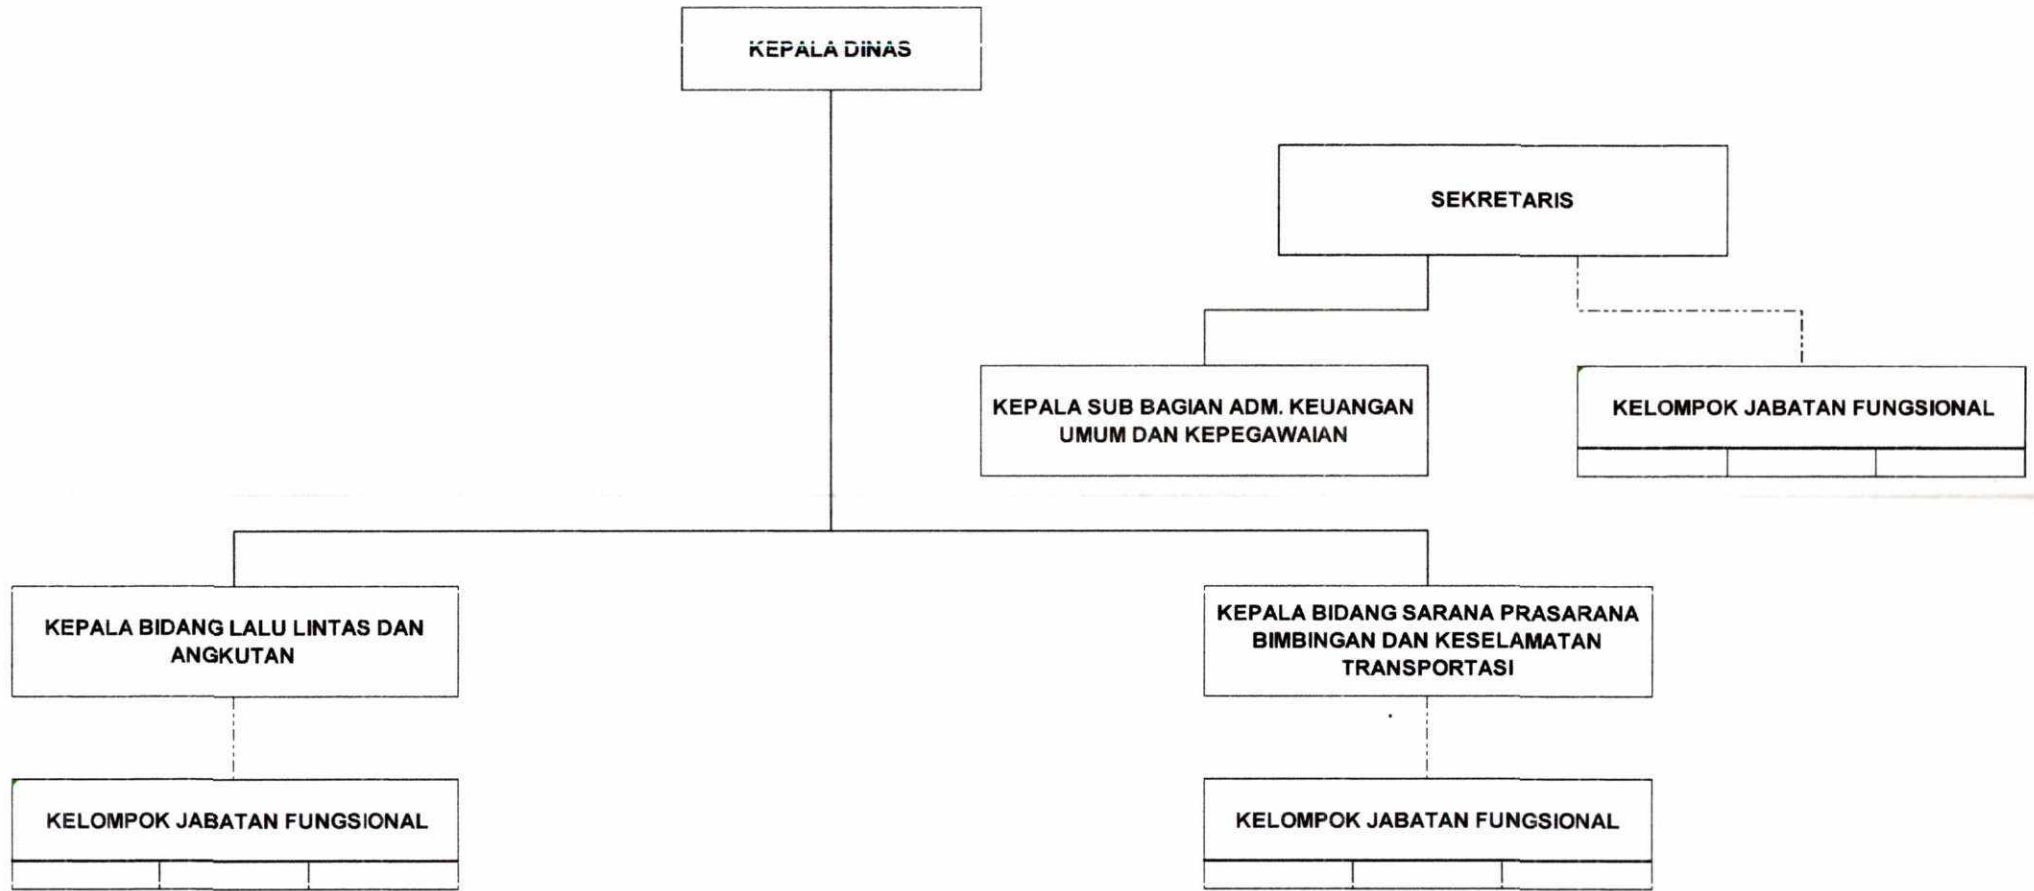 KEPALA DINAS
SEKRETARIS
KEPALA SUB BAGIAN ADM. KEUANGAN
UMUM DAN KEPEGAWAIAN
KELOMPOK JABATAN FUNGSIONAL
KEPALA BIDANG LALU LINTAS DAN
ANGKUTAN
KEPALA BIDANG SARANA PRASARANA
BIMBINGAN DAN KESELAMATAN
TRANSPORTASI
KELOMPOK JABATAN FUNGSIONAL
KELOMPOK JABATAN FUNGSIONAL